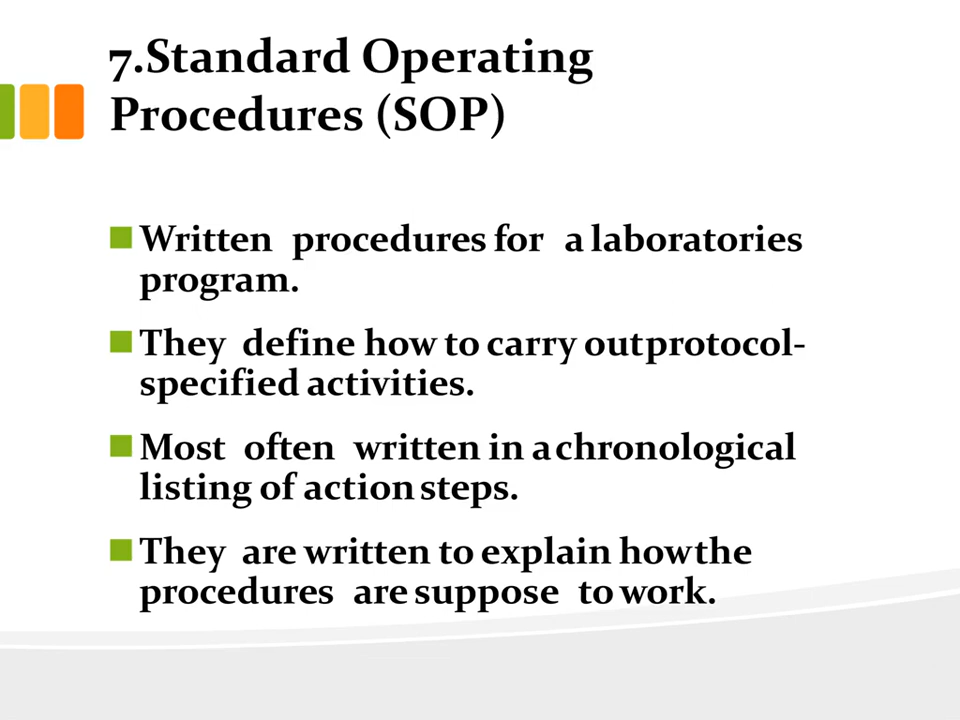 7.Standard Operating
Procedures (SOP)
Written procedures for a laboratories
program.
They define how to carry outprotocol-
specified activities.
Most often written in a chronological
listing of action steps.
They are written to explain howthe
procedures are suppose to work.